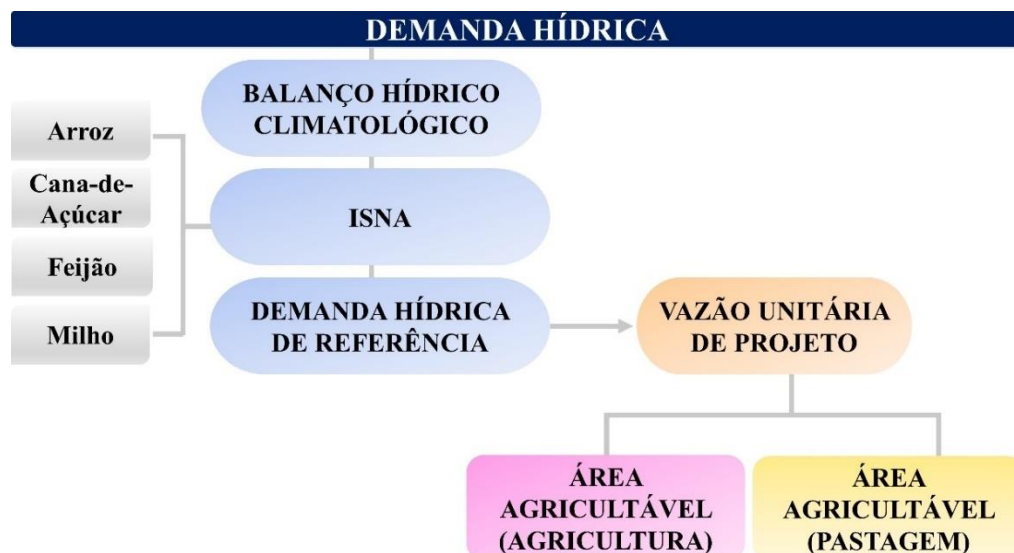 DEMANDA HÍDRICA
BALANÇO HÍDRICO
CLIMATOLÓGICO
Arroz
Cana-de-
Açúcar
Feijão
Milho
ISNA
DEMANDA HÍDRICA
DE REFERÊNCIA
VAZÃO UNITÁRIA
DE PROJETO
ÁREA
AGRICULTÁVEL
(AGRICULTURA)
ÁREA
AGRICULTÁVEL
(PASTAGEM)